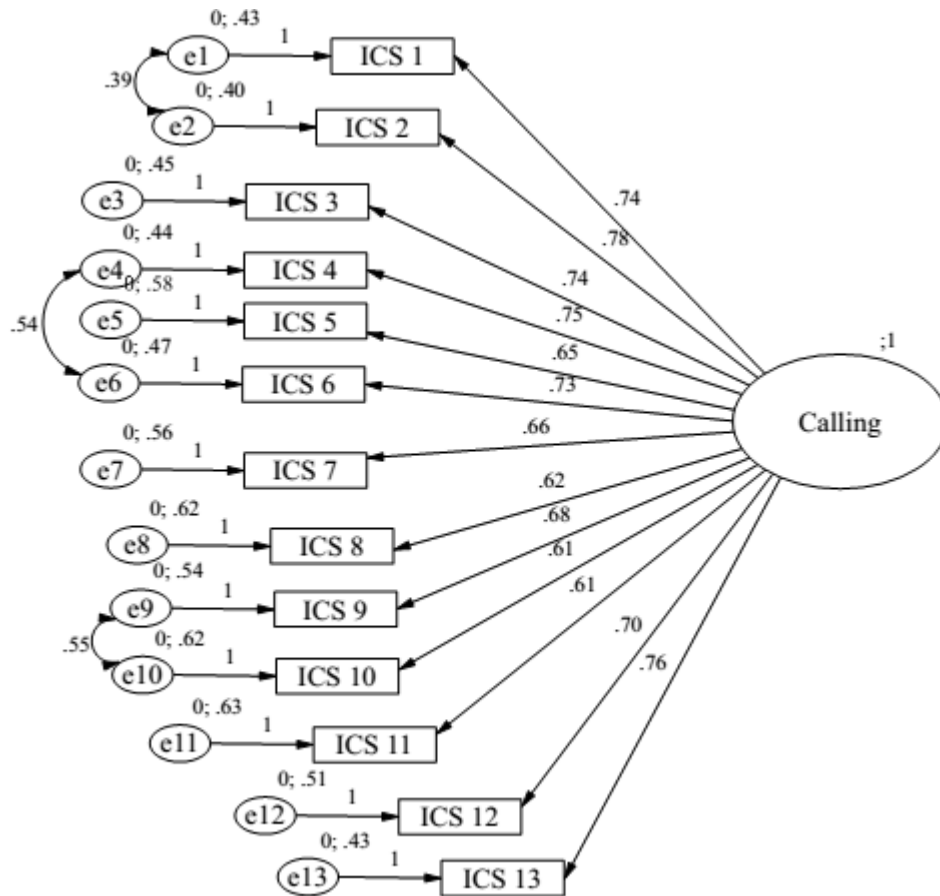 0; .43
e1
1
ICS 1
.39
0; .40
e2
1
ICS 2
0; .45
e3
1
ICS 3
0; .44
e4
1
ICS 4
0; .58
e5
1
ICS 5
.54
0; .47
e6
1
ICS 6
0; .56
e7
1
ICS 7
0; .62
e8
1
ICS 8
0; .54
e9
1
ICS 9
.55
0; .62
e10
1
ICS 10
0; .63
e11
1
ICS 11
0; .51
e12
1
ICS 12
0; .43
e13
1
ICS 13
.74
.78
.74
.75
.65
.73
.66
.62
.68
.61
.61
.70
.76
;1
Calling